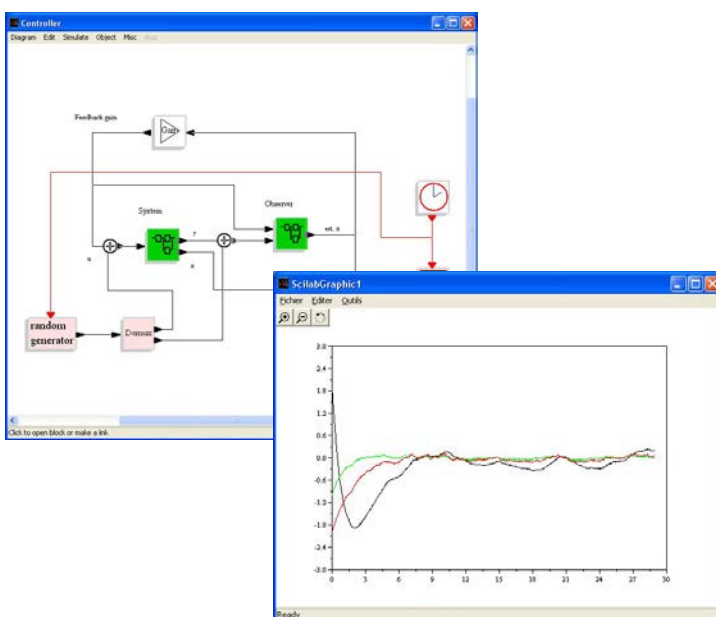 Controller
Diagram Edit Simulate Object Misc stop
Feedback gain
Gain
System
Observer
y
u
x
est. x
random
generator
Demux
Click to open block or make a link
ScilabGraphic1
Fichier Editer Outils
3.0
2.4
1.8
1.2
0.6
0.0
-0.6
-1.2
-1.8
-2.4
-3.0
0 3 6 9 12 15 18 21 24 27 30
Ready